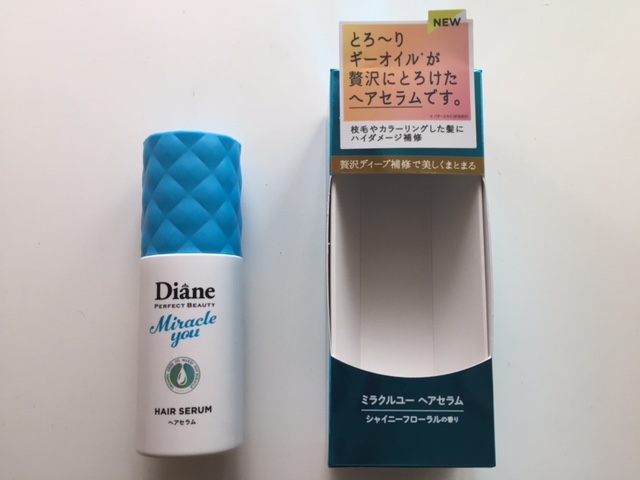 Diâne
PERFECT BEAUTY
Miracle
you
HAIR SERUM
ヘアセラム
NEW
とろ〜り
ギーオイル*が
贅沢にとろけた
ヘアセラムです。
枝毛やカラーリングした髪に
ハイダメージ補修
贅沢ディープ補修で美しくまとまる
ミラクルユー ヘアセラム
シャイニーフローラルの香り